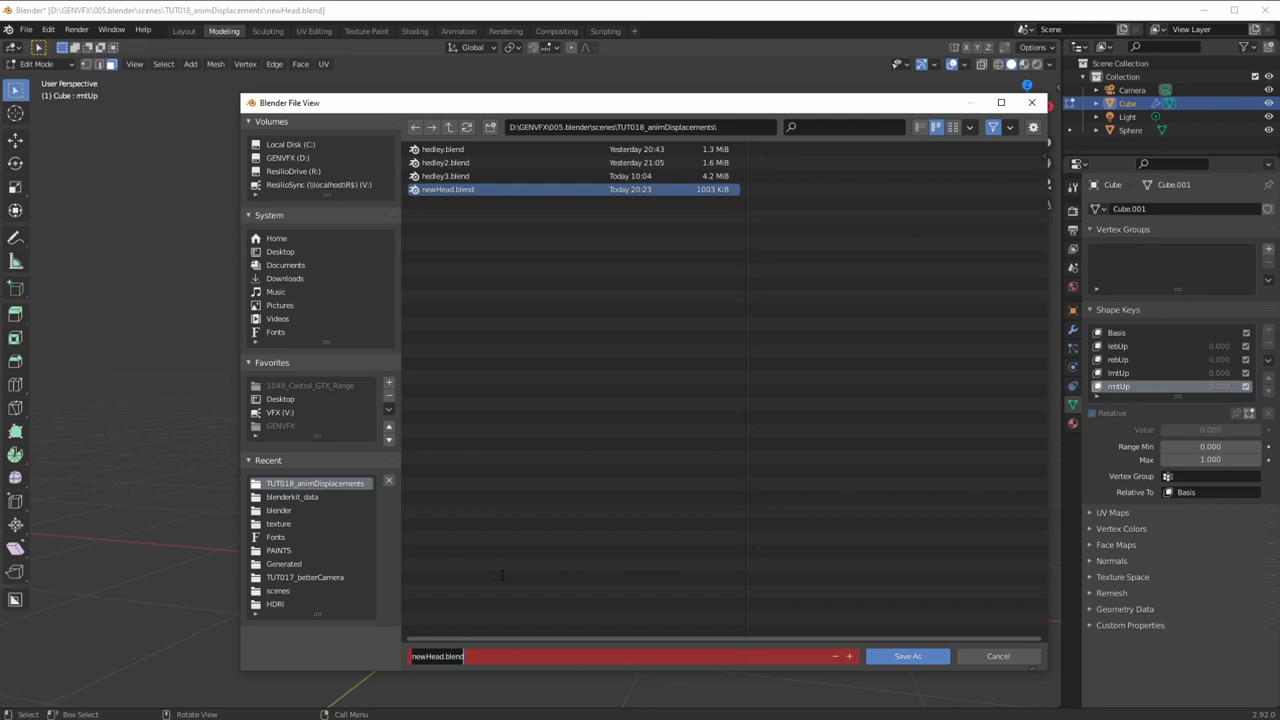 Blender* [D:\GENVFX\005.blender\scenes\TUT018_animDisplacements\newHead.blend]
File Edit Render Window Help Layout Modeling Sculpting UV Editing Texture Paint Shading Animation Rendering Compositing Scripting Scene View Layer
Global Options
Edit Mode View Select Add Mesh Vertex Edge Face UV X Y Z
User Perspective
(1) Cube : rmtUp
Blender File View
Volumes
Local Disk (C:)
GENVFX (D:)
ResilioDrive (R:)
ResilioSync (\\localhost\R$) (V:)
System
Home
Desktop
Documents
Downloads
Music
Pictures
Videos
Fonts
Favorites
1048_Castrol_GTX_Range
Desktop
VFX (V:)
GENVFX
Recent
TUT018_animDisplacements
blenderkit_data
blender
texture
Fonts
PAINTS
Generated
TUT017_betterCamera
scenes
HDRI
D:\GENVFX\005.blender\scenes\TUT018_animDisplacements\
hedley.blend Yesterday 20:43 1.3 MiB
hedley2.blend Yesterday 21:05 1.6 MiB
hedley3.blend Today 10:04 4.2 MiB
newHead.blend Today 20:23 1003 KiB
newHead.blend Save As Cancel
Scene Collection
Collection
Camera
Cube
Light
Sphere
Cube Cube.001
Cube.001
Vertex Groups
Shape Keys
Basis
lebUp 0.000
rebUp 0.000
lmtUp 0.000
rmtUp 0.000
Relative
Value 0.000
Range Min 0.000
Max 1.000
Vertex Group
Relative To Basis
UV Maps
Vertex Colors
Face Maps
Normals
Texture Space
Remesh
Geometry Data
Custom Properties
Select Box Select Rotate View Call Menu 2.92.0